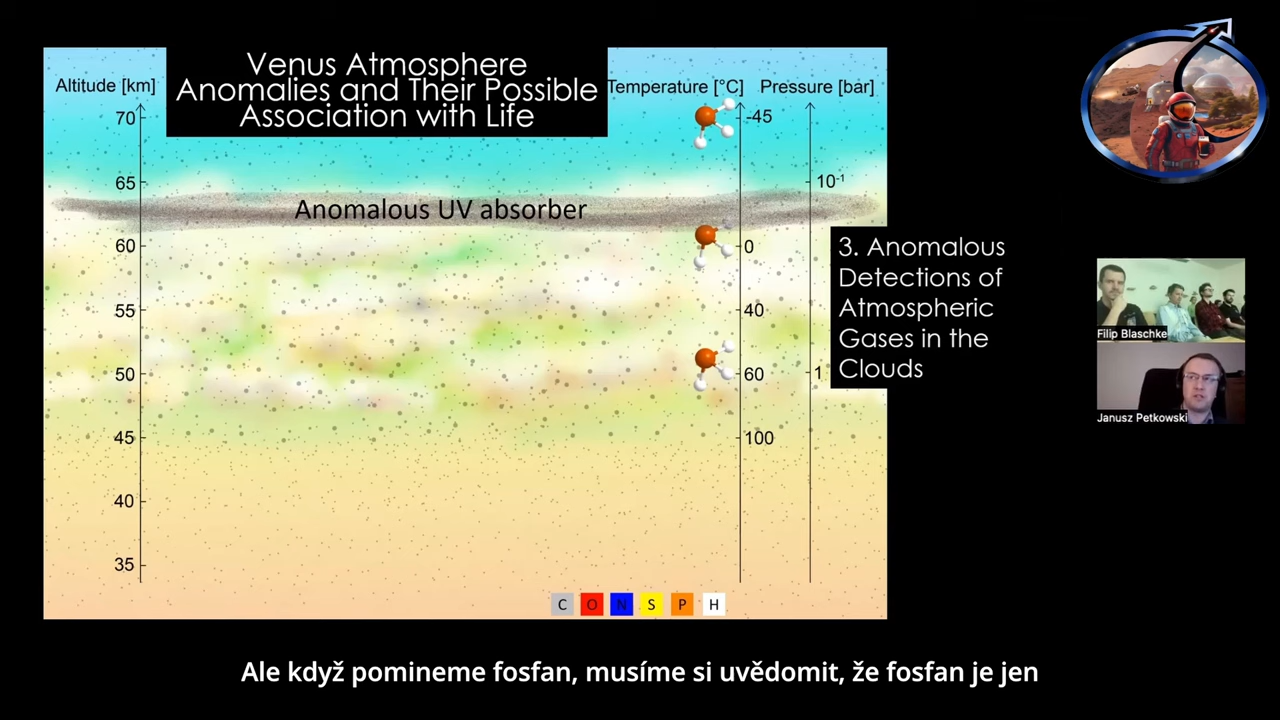 Venus Atmosphere
Anomalies and Their Possible
Association with Life
Altitude [km]
Temperature [°C]
Pressure [bar]
70
-45
65
10-1
Anomalous UV absorber
60
0
3. Anomalous
Detections of
Atmospheric
Gases in the
Clouds
55
40
50
60
1
45
100
40
35
C O N S P H
Filip Blaschke
Janusz Petkowski
Ale když pomineme fosfan, musíme si uvědomit, že fosfan je jen